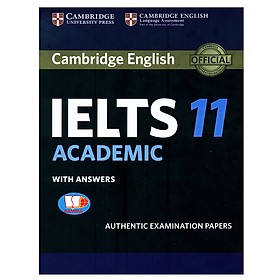 CAMBRIDGE
UNIVERSITY PRESS
CAMBRIDGE ENGLISH
Language Assessment
Cambridge English
OFFICIAL
IELTS 11
ACADEMIC
WITH ANSWERS
AUTHENTIC EXAMINATION PAPERS